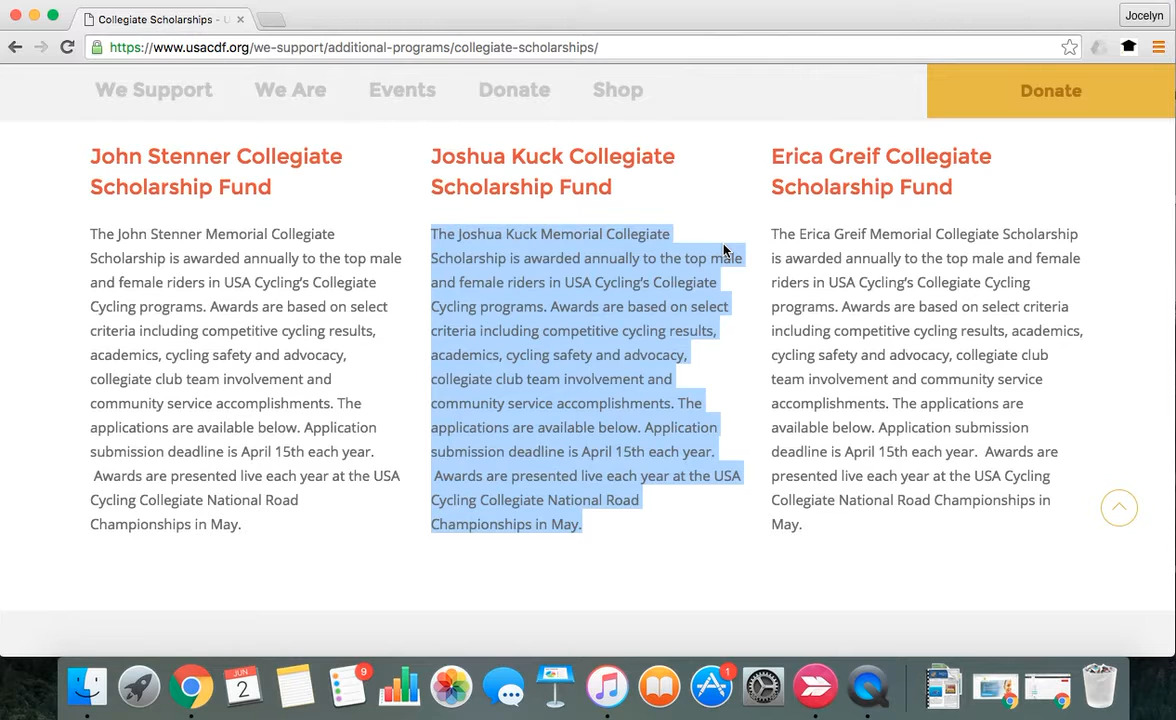 Collegiate Scholarships - U
Jocelyn
https://www.usacdf.org/we-support/additional-programs/collegiate-scholarships/
We Support We Are Events Donate Shop Donate
John Stenner Collegiate
Scholarship Fund
The John Stenner Memorial Collegiate
Scholarship is awarded annually to the top male
and female riders in USA Cycling's Collegiate
Cycling programs. Awards are based on select
criteria including competitive cycling results,
academics, cycling safety and advocacy,
collegiate club team involvement and
community service accomplishments. The
applications are available below. Application
submission deadline is April 15th each year.
Awards are presented live each year at the USA
Cycling Collegiate National Road
Championships in May.
Joshua Kuck Collegiate
Scholarship Fund
The Joshua Kuck Memorial Collegiate
Scholarship is awarded annually to the top male
and female riders in USA Cycling's Collegiate
Cycling programs. Awards are based on select
criteria including competitive cycling results,
academics, cycling safety and advocacy,
collegiate club team involvement and
community service accomplishments. The
applications are available below. Application
submission deadline is April 15th each year.
Awards are presented live each year at the USA
Cycling Collegiate National Road
Championships in May.
Erica Greif Collegiate
Scholarship Fund
The Erica Greif Memorial Collegiate Scholarship
is awarded annually to the top male and female
riders in USA Cycling's Collegiate Cycling
programs. Awards are based on select criteria
including competitive cycling results, academics,
cycling safety and advocacy, collegiate club
team involvement and community service
accomplishments. The applications are
available below. Application submission
deadline is April 15th each year.  Awards are
presented live each year at the USA Cycling
Collegiate National Road Championships in
May.
JUN
2
9
1